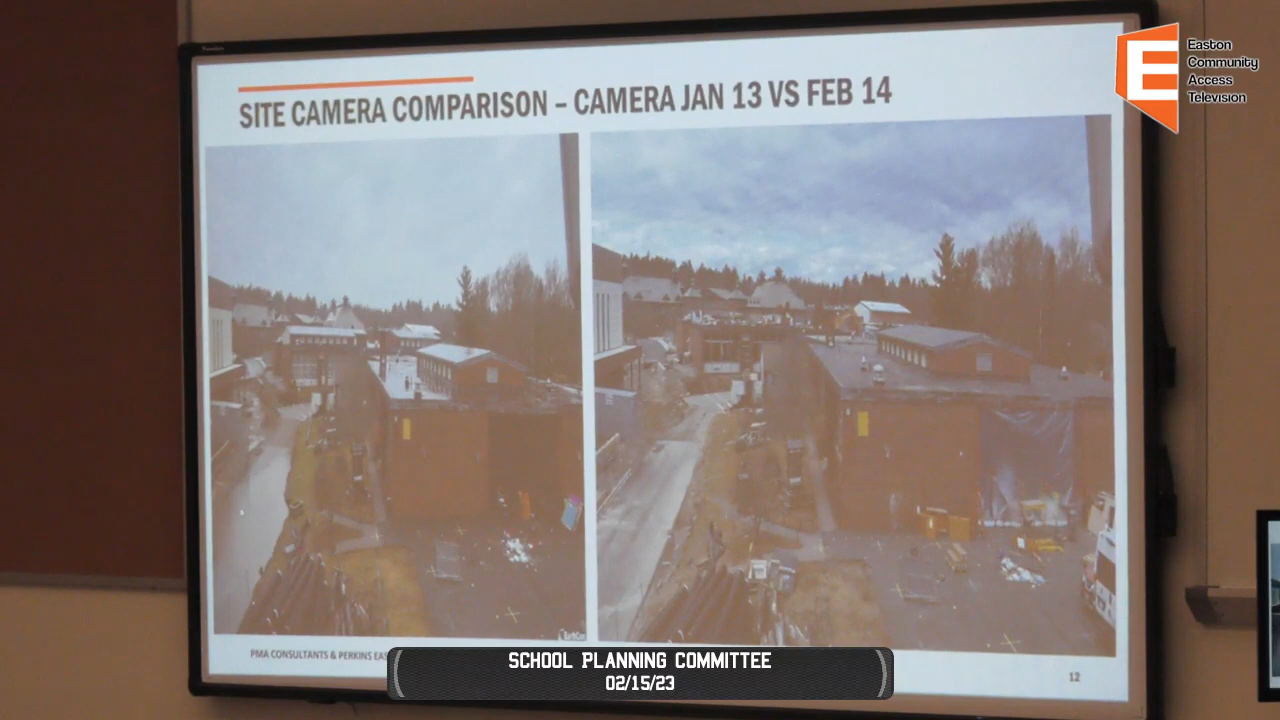 SITE CAMERA COMPARISON – CAMERA JAN 13 VS FEB 14
Easton
Community
Access
Television
PMA CONSULTANTS & PERKINS
12
SCHOOL PLANNING COMMITTEE
02/15/23